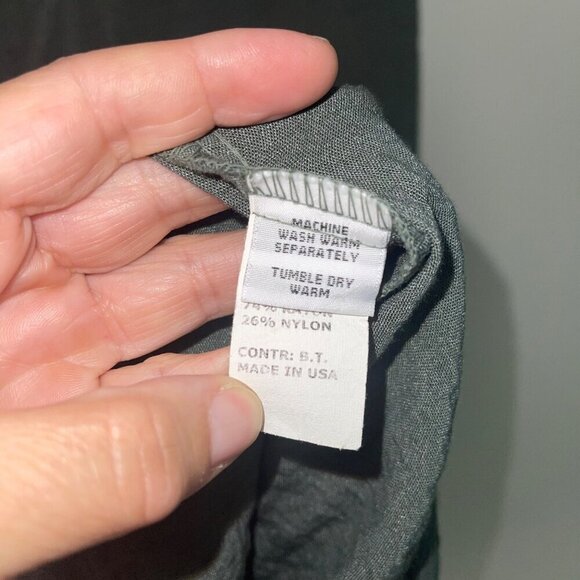 MACHINE
WASH WARM
SEPARATELY
TUMBLE DRY
WARM
74% RAYON
26% NYLON
CONTR: B.T.
MADE IN USA